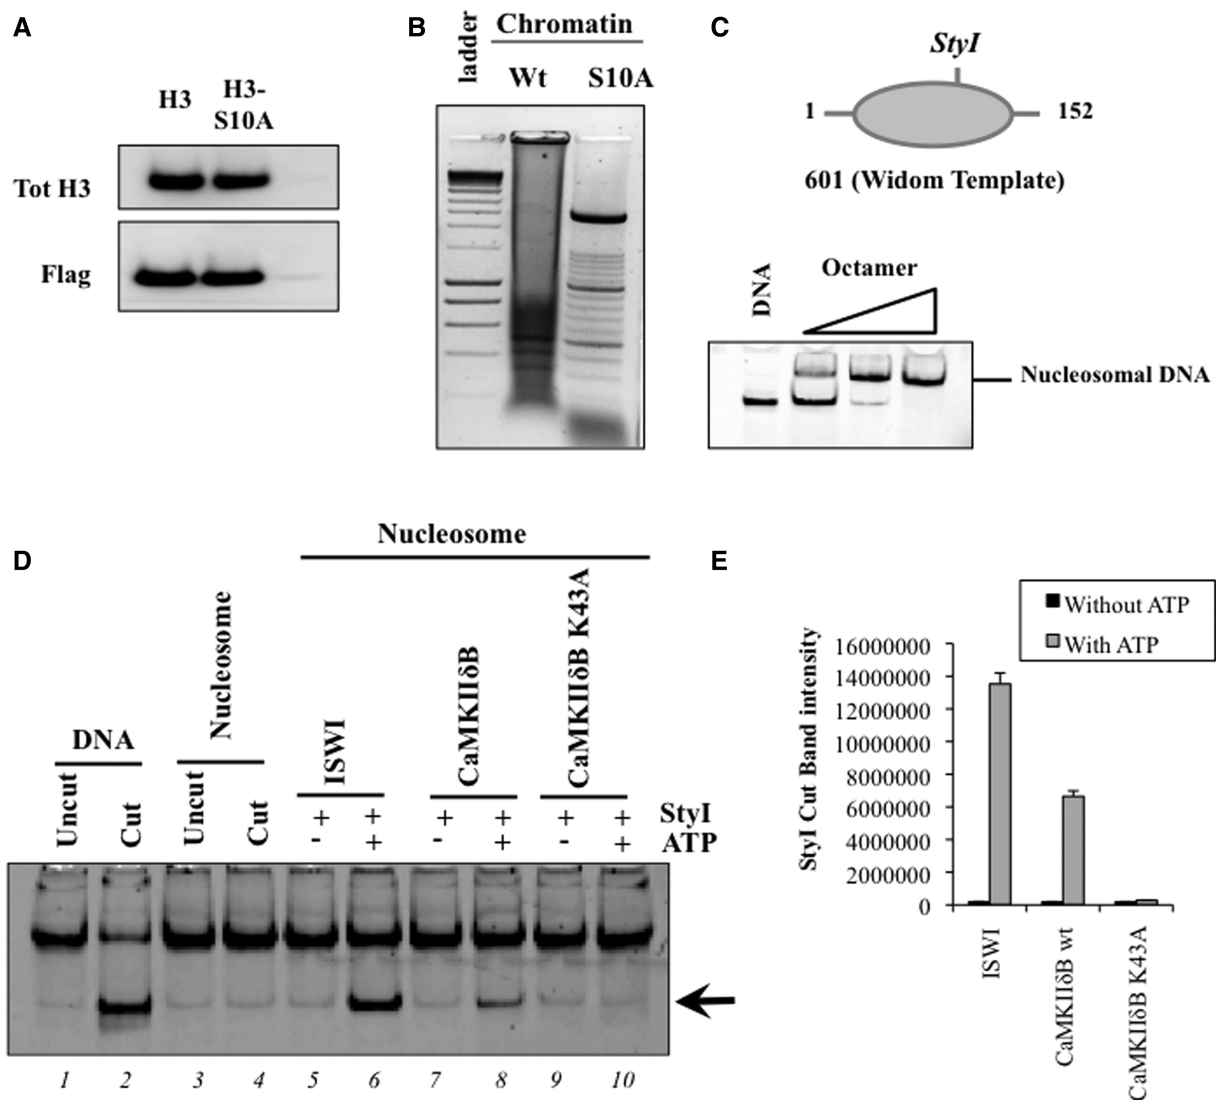 A
H3
H3-
S10A
Tot H3
Flag
B
ladder
Chromatin
Wt
S10A
C
StyI
1
152
601 (Widom Template)
DNA
Octamer
Nucleosomal DNA
D
Nucleosome
DNA
Nucleosome
ISWI
CaMKIIδB
CaMKIIδB K43A
Uncut
Cut
Uncut
Cut
+ + + + + + StyI
- + - + - + ATP
1 2 3 4 5 6 7 8 9 10
E
Without ATP
With ATP
StyI Cut Band intensity
16000000
14000000
12000000
10000000
8000000
6000000
4000000
2000000
0
ISWI
CaMKIIδB wt
CaMKIIδB K43A